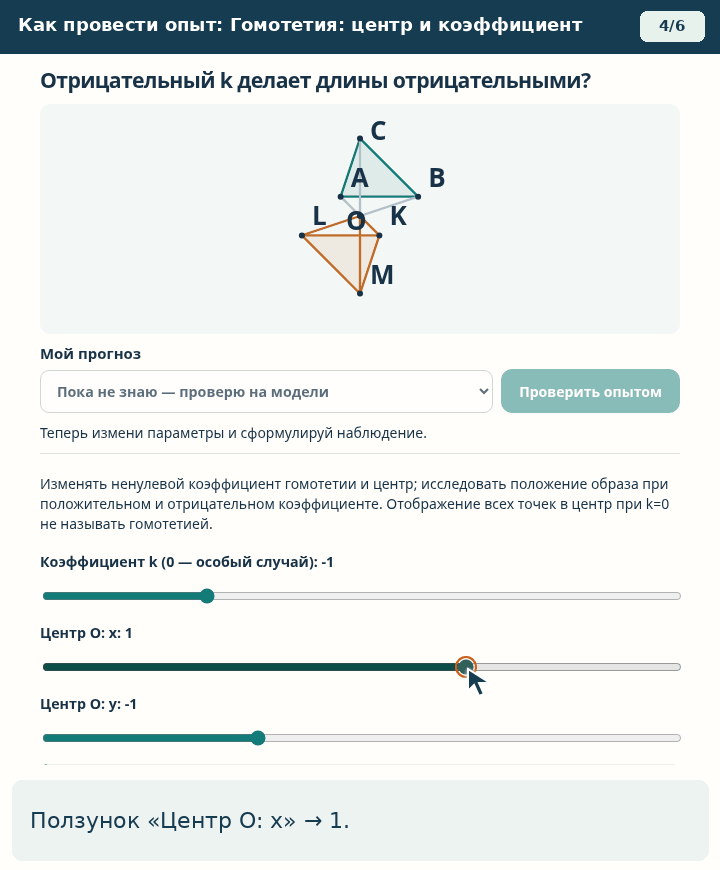 Как провести опыт: Гомотетия: центр и коэффициент
4/6
Отрицательный k делает длины отрицательными?
C
A
B
L
O
K
M
Мой прогноз
Пока не знаю — проверю на модели
Проверить опытом
Теперь измени параметры и сформулируй наблюдение.
Изменять ненулевой коэффициент гомотетии и центр; исследовать положение образа при
положительном и отрицательном коэффициенте. Отображение всех точек в центр при k=0
не называть гомотетией.
Коэффициент k (0 — особый случай): -1
Центр O: x: 1
Центр O: y: -1
Ползунок «Центр O: x» → 1.